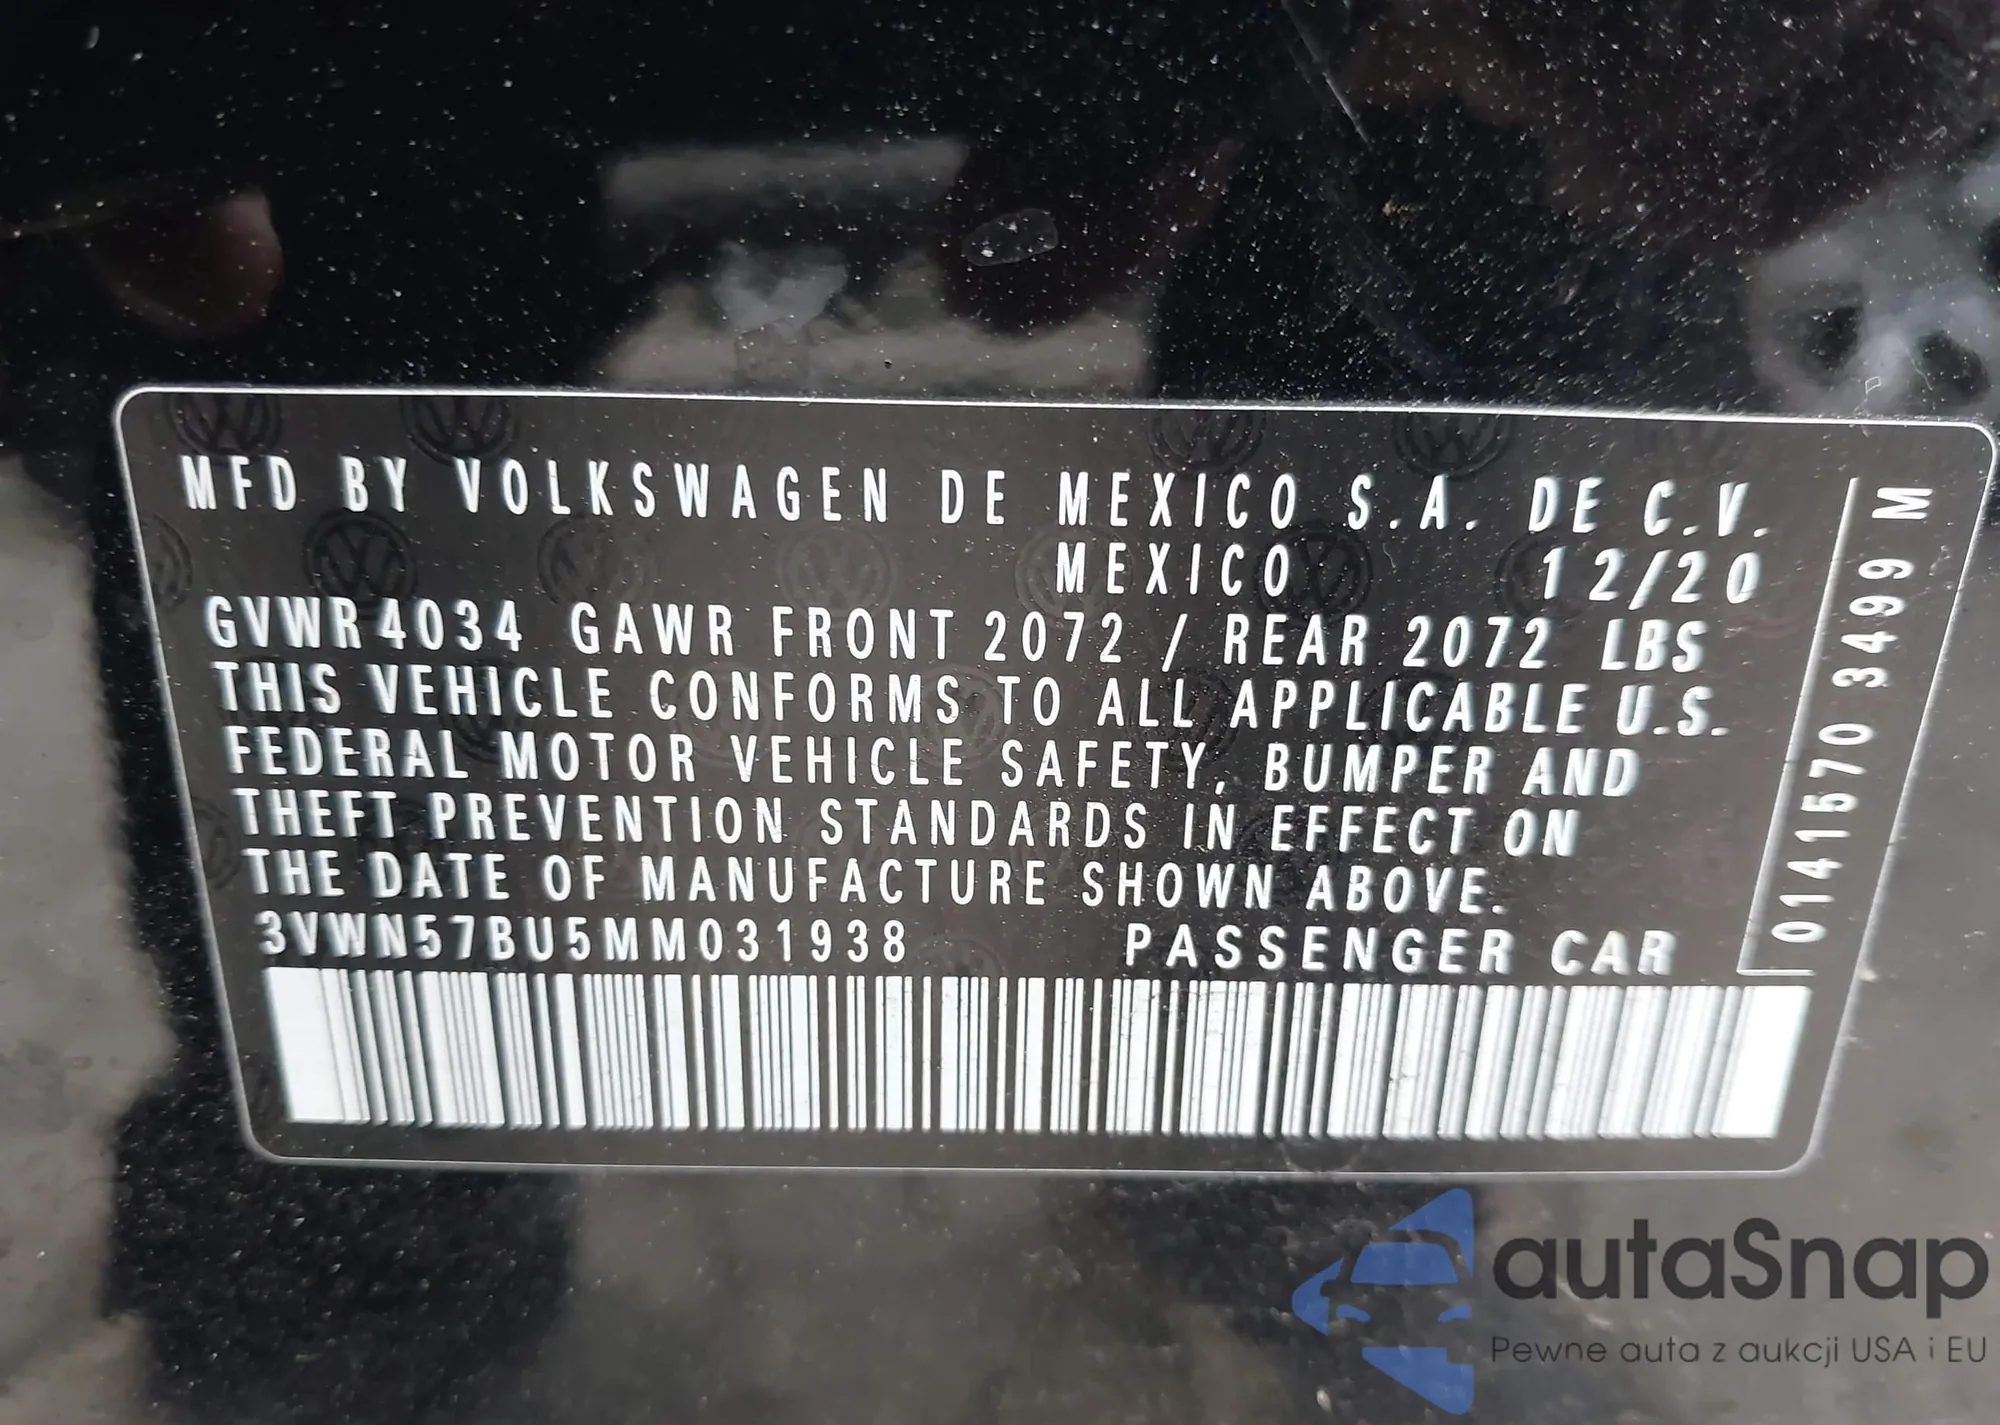 MFD BY VOLKSWAGEN DE MEXICO S.A. DE C.V.
MEXICO 12/20
GVWR 4034 GAWR FRONT 2072 / REAR 2072 LBS
THIS VEHICLE CONFORMS TO ALL APPLICABLE U.S.
FEDERAL MOTOR VEHICLE SAFETY, BUMPER AND
THEFT PREVENTION STANDARDS IN EFFECT ON
THE DATE OF MANUFACTURE SHOWN ABOVE.
3VWN57BU5MM031938 PASSENGER CAR
0141570 3499 M
autaSnap
Pewne auta z aukcji USA i EU